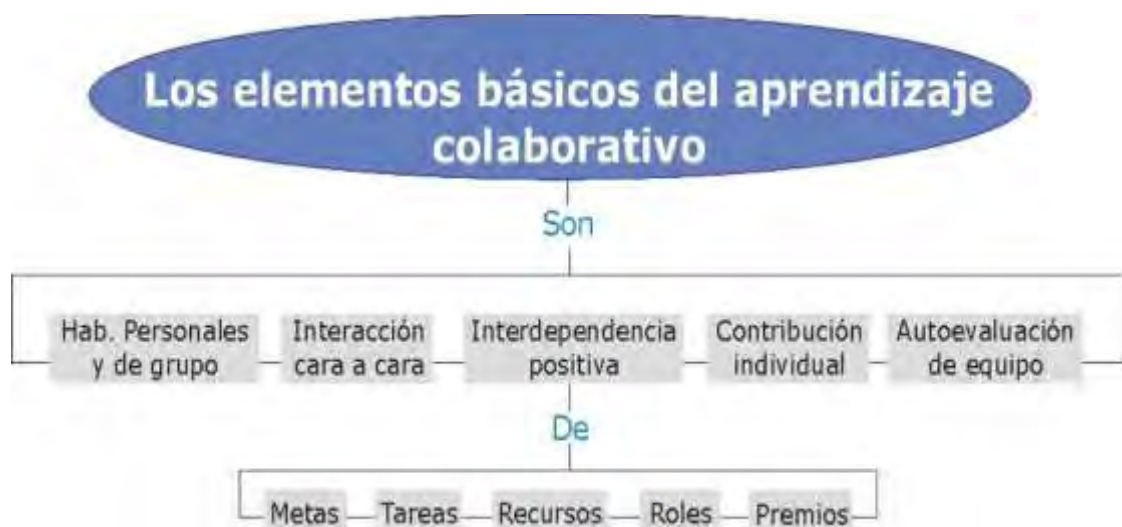 Los elementos básicos del aprendizaje
colaborativo
Son
Hab. Personales
y de grupo
Interacción
cara a cara
Interdependencia
positiva
Contribución
individual
Autoevaluación
de equipo
De
Metas
Tareas
Recursos
Roles
Premios